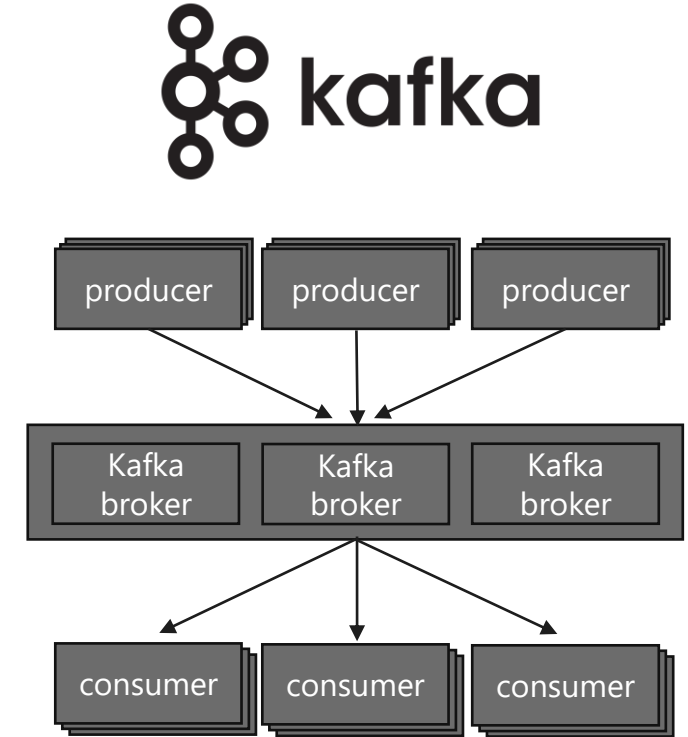 kafka
producer
producer
producer
Kafka
broker
Kafka
broker
Kafka
broker
consumer
consumer
consumer